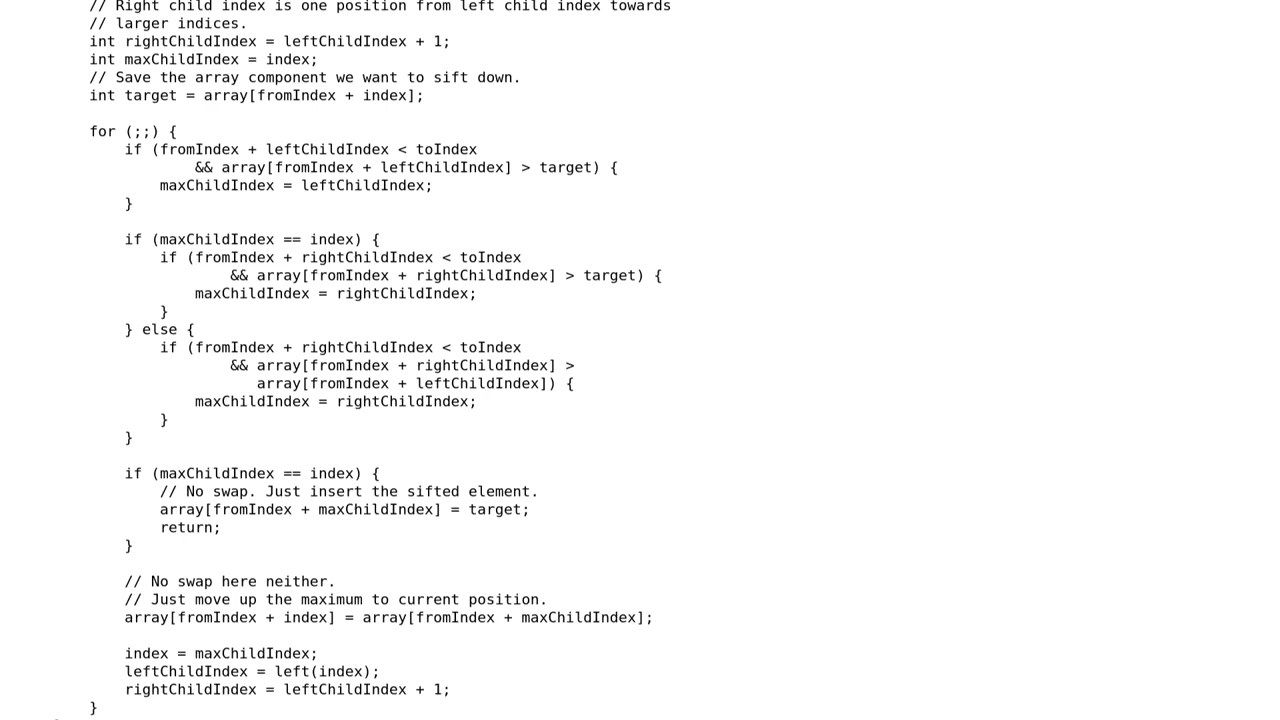 // Right child index is one position from left child index towards
// larger indices.
int rightChildIndex = leftChildIndex + 1;
int maxChildIndex = index;
// Save the array component we want to sift down.
int target = array[fromIndex + index];

for (;;) {
    if (fromIndex + leftChildIndex < toIndex
            && array[fromIndex + leftChildIndex] > target) {
        maxChildIndex = leftChildIndex;
    }

    if (maxChildIndex == index) {
        if (fromIndex + rightChildIndex < toIndex
                && array[fromIndex + rightChildIndex] > target) {
            maxChildIndex = rightChildIndex;
        }
    } else {
        if (fromIndex + rightChildIndex < toIndex
                && array[fromIndex + rightChildIndex] >
                   array[fromIndex + leftChildIndex]) {
            maxChildIndex = rightChildIndex;
        }
    }

    if (maxChildIndex == index) {
        // No swap. Just insert the sifted element.
        array[fromIndex + maxChildIndex] = target;
        return;
    }

    // No swap here neither.
    // Just move up the maximum to current position.
    array[fromIndex + index] = array[fromIndex + maxChildIndex];

    index = maxChildIndex;
    leftChildIndex = left(index);
    rightChildIndex = leftChildIndex + 1;
}